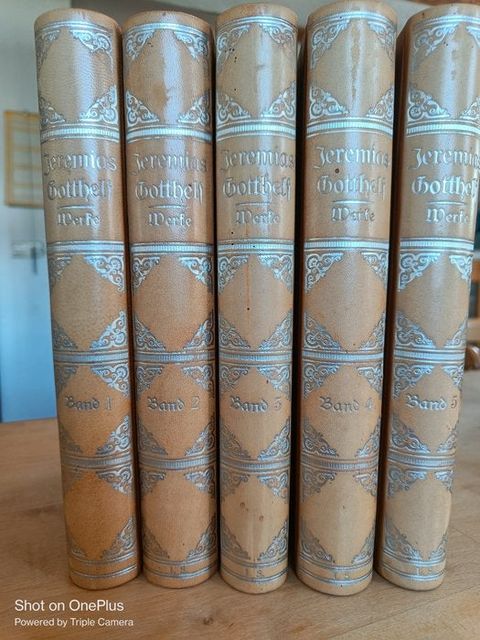 Jeremias
Gotthelf
Werke
Band 1
Jeremias
Gotthelf
Werke
Band 2
Jeremias
Gotthelf
Werke
Band 3
Jeremias
Gotthelf
Werke
Band 4
Jeremias
Gotthelf
Werke
Band 5
Shot on OnePlus
Powered by Triple Camera